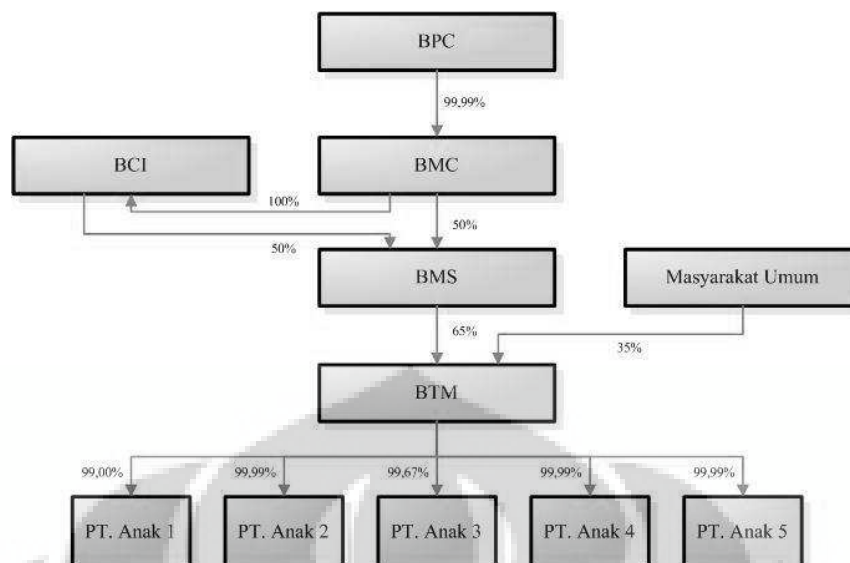 BPC
99,99%
BCI
BMC
100%
50%
50%
BMS
Masyarakat Umum
65%
35%
BTM
99,00%
99,99%
99,67%
99,99%
99,99%
PT. Anak 1
PT. Anak 2
PT. Anak 3
PT. Anak 4
PT. Anak 5